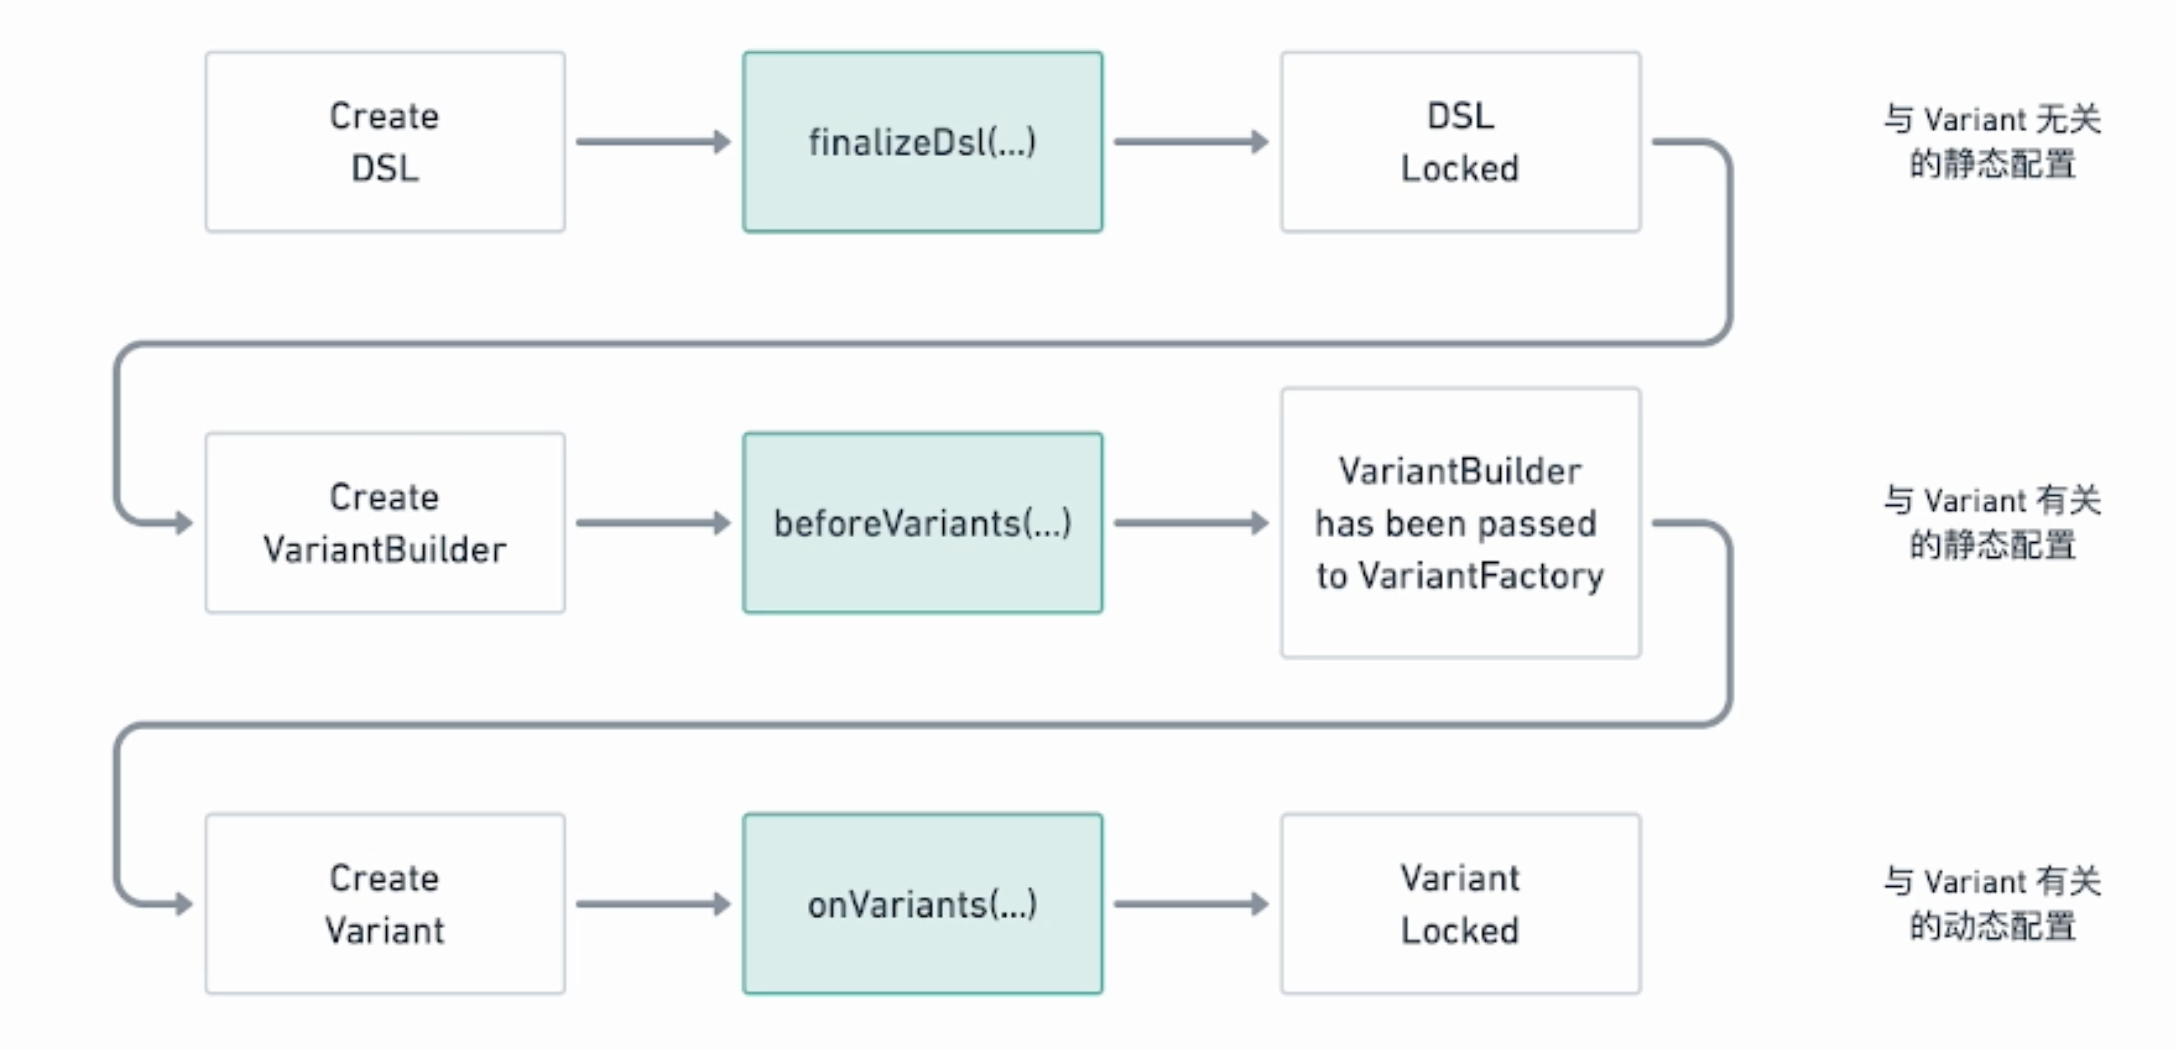 Create
DSL
finalizeDsl(...)
DSL
Locked
与 Variant 无关
的静态配置
Create
VariantBuilder
beforeVariants(...)
VariantBuilder
has been passed
to VariantFactory
与 Variant 有关
的静态配置
Create
Variant
onVariants(...)
Variant
Locked
与 Variant 有关
的动态配置